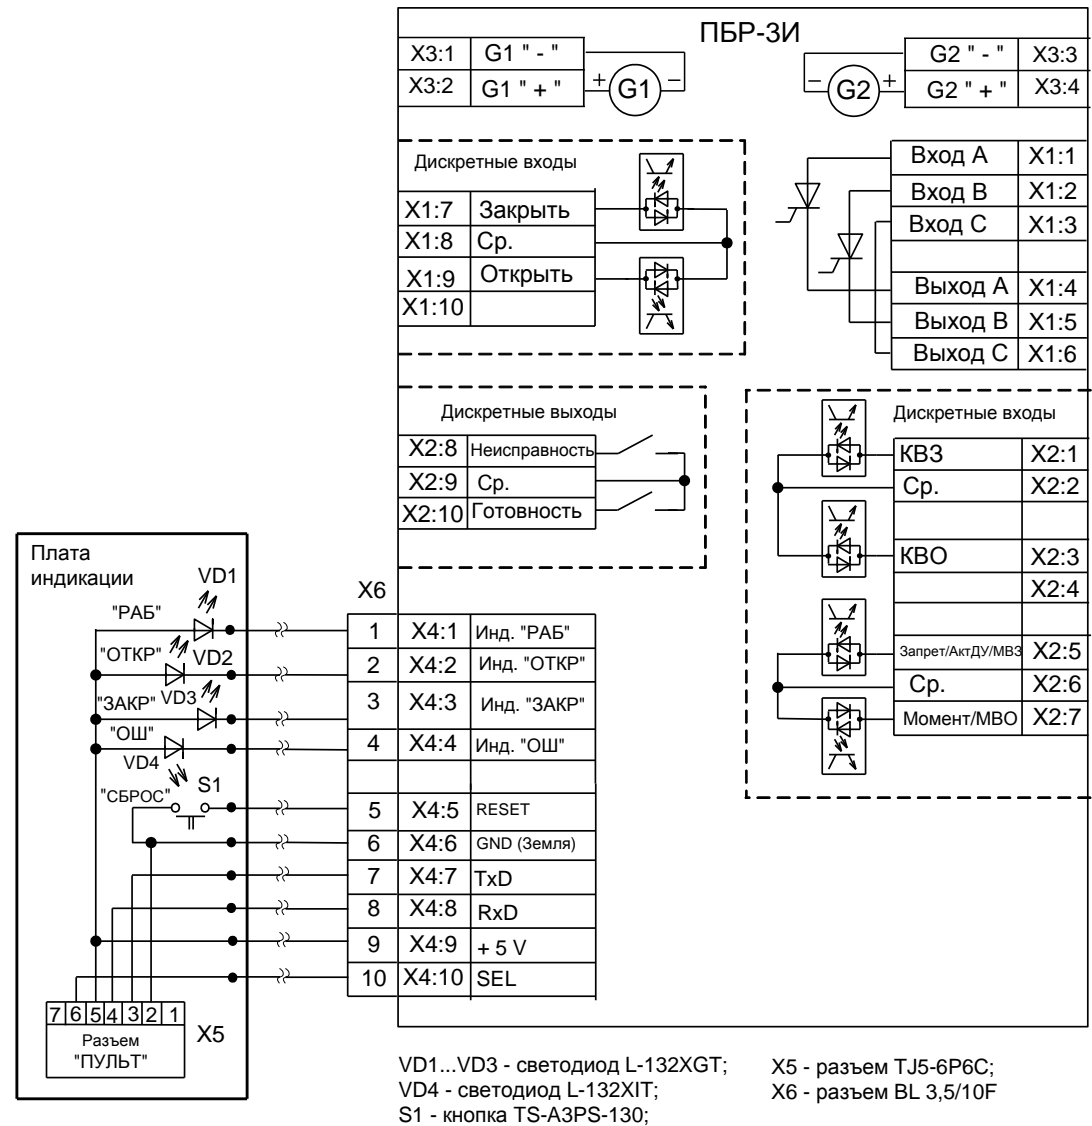 ПБР-3И
X3:1 G1 " - "
X3:2 G1 " + "
+ G1 −
− G2 +
G2 " - " X3:3
G2 " + " X3:4
Дискретные входы
X1:7 Закрыть
X1:8 Ср.
X1:9 Открыть
X1:10
Вход A X1:1
Вход B X1:2
Вход C X1:3
Выход A X1:4
Выход B X1:5
Выход C X1:6
Дискретные выходы
X2:8 Неисправность
X2:9 Ср.
X2:10 Готовность
Дискретные входы
КВЗ X2:1
Ср. X2:2
КВО X2:3
X2:4
Запрет/АктДУ/МВЗ X2:5
Ср. X2:6
Момент/МВО X2:7
Плата
индикации
VD1
"РАБ"
"ОТКР" VD2
"ЗАКР" VD3
"ОШ"
VD4
"СБРОС" S1
X6
1 X4:1 Инд. "РАБ"
2 X4:2 Инд. "ОТКР"
3 X4:3 Инд. "ЗАКР"
4 X4:4 Инд. "ОШ"
5 X4:5 RESET
6 X4:6 GND (Земля)
7 X4:7 TxD
8 X4:8 RxD
9 X4:9 + 5 V
10 X4:10 SEL
7 6 5 4 3 2 1
Разъем
"ПУЛЬТ"
X5
VD1...VD3 - светодиод L-132XGT;
VD4 - светодиод L-132XIT;
S1 - кнопка TS-A3PS-130;
X5 - разъем TJ5-6P6C;
X6 - разъем BL 3,5/10F